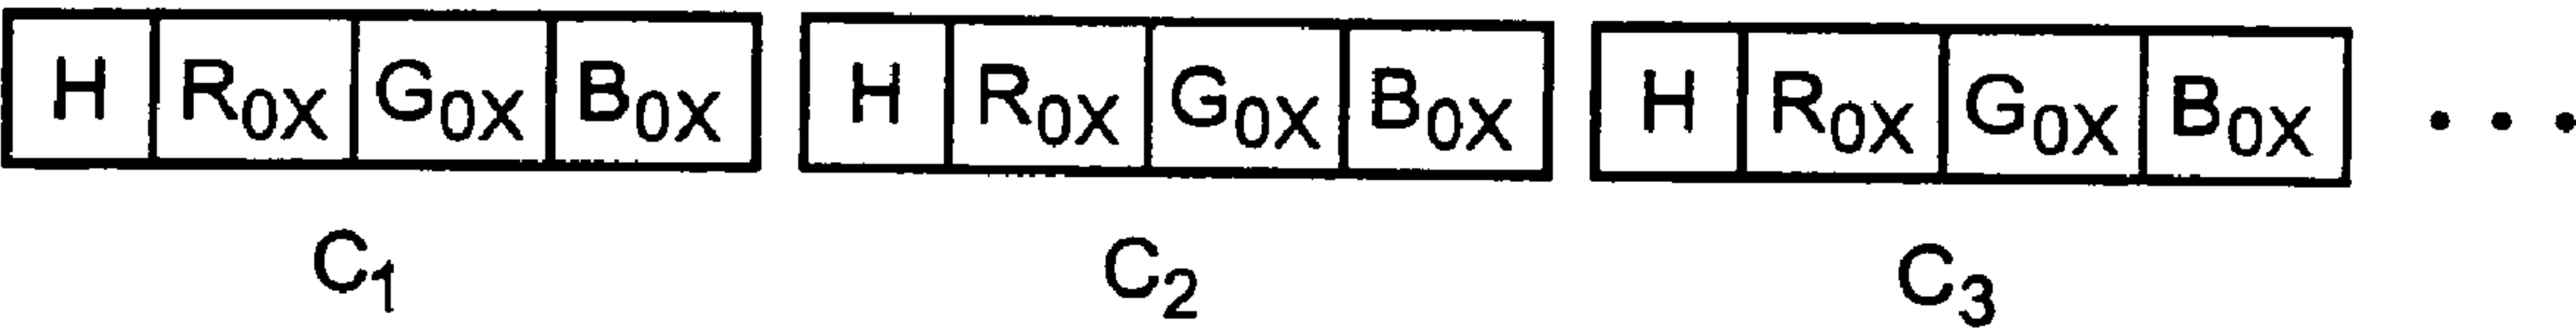 H R0X G0X B0X H R0X G0X B0X H R0X G0X B0X . . .
C1 C2 C3